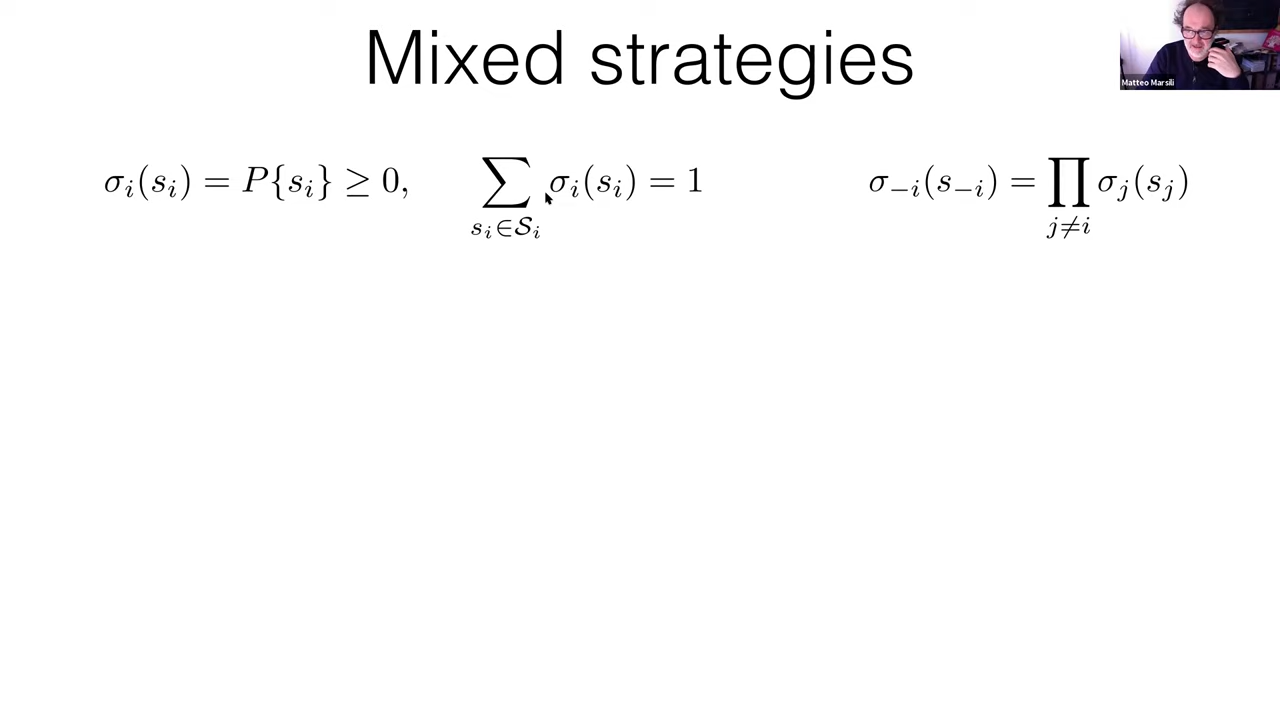 Mixed strategies
Matteo Marsili
σ_i(s_i) = P{s_i} ≥ 0, ∑_{s_i∈𝒮_i} σ_i(s_i) = 1 σ_{−i}(s_{−i}) = ∏_{j≠i} σ_j(s_j)